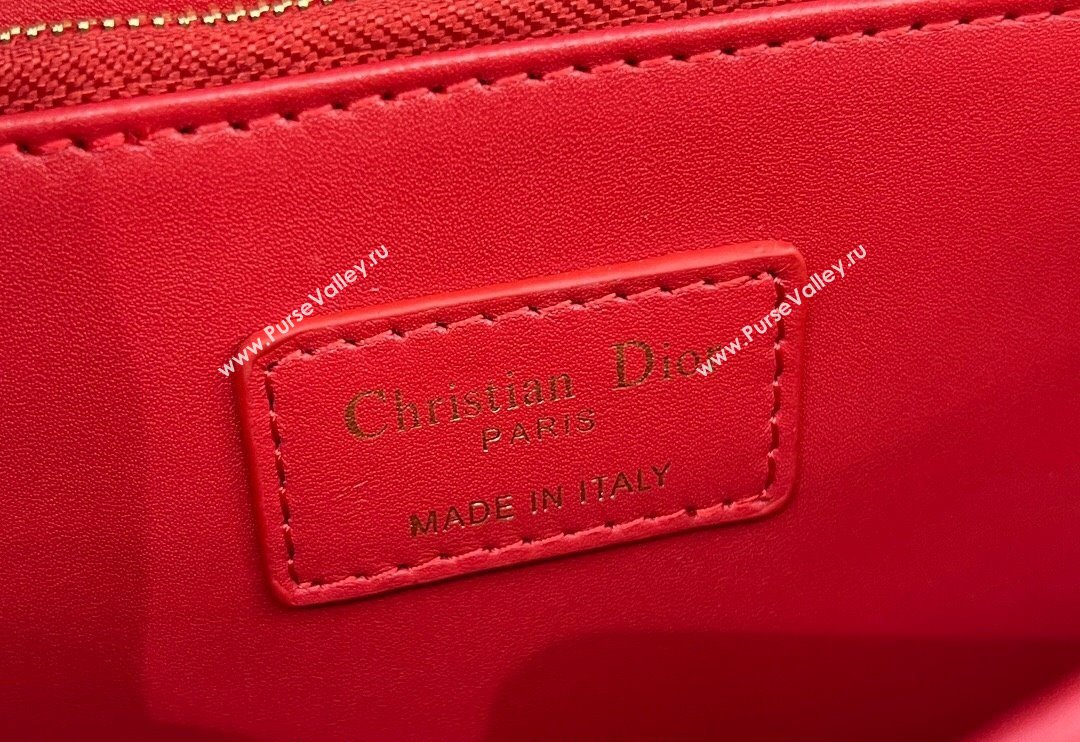 www.PurseValley.ru
www.PurseValley.ru
Christian Dior
PARIS
MADE IN ITALY